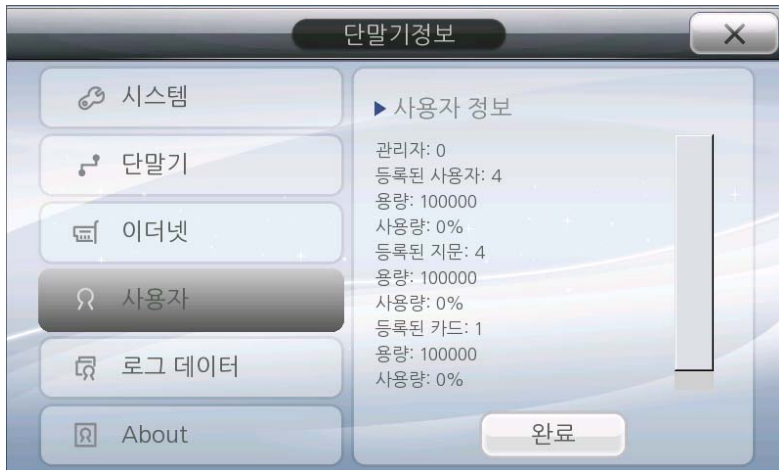 단말기정보
시스템
단말기
이더넷
사용자
로그 데이터
About
▶ 사용자 정보
관리자: 0
등록된 사용자: 4
용량: 100000
사용량: 0%
등록된 지문: 4
용량: 100000
사용량: 0%
등록된 카드: 1
용량: 100000
사용량: 0%
완료